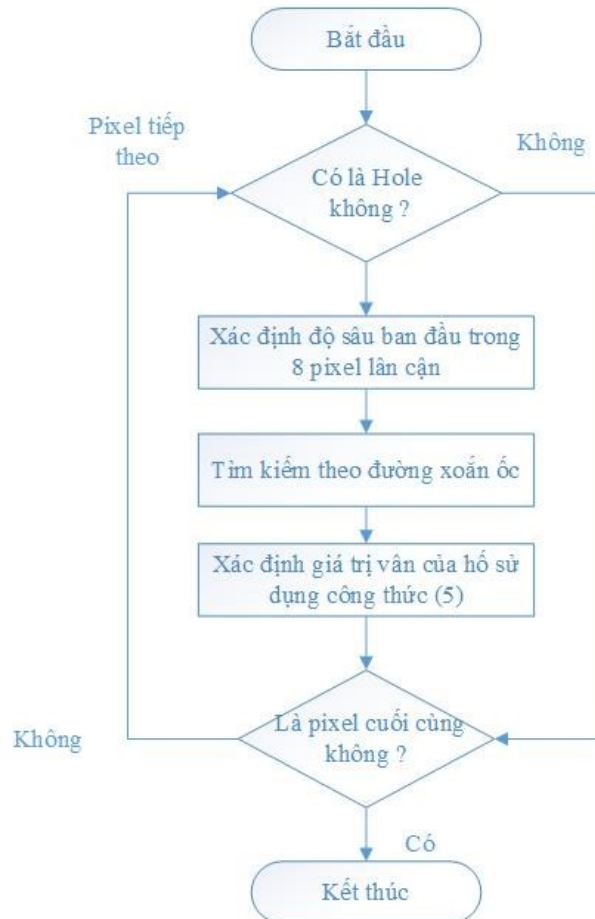 Bắt đầu
Pixel tiếp
theo
Không
Có là Hole
không ?
Xác định độ sâu ban đầu trong
8 pixel lân cận
Tìm kiếm theo đường xoắn ốc
Xác định giá trị vân của hố sử
dụng công thức (5)
Là pixel cuối cùng
không ?
Không
Có
Kết thúc